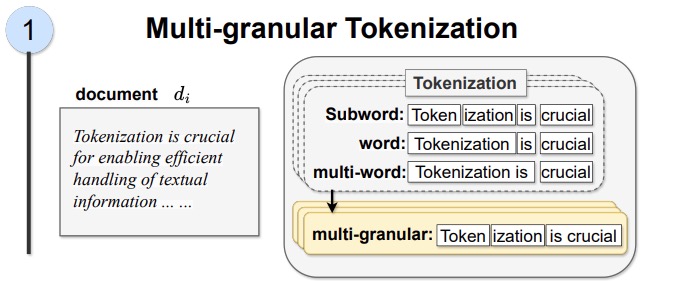 1
Multi-granular Tokenization
document d_i
Tokenization is crucial
for enabling efficient
handling of textual
information ... ...
Tokenization
Subword: Token ization is crucial
word: Tokenization is crucial
multi-word: Tokenization is crucial
multi-granular: Token ization is crucial